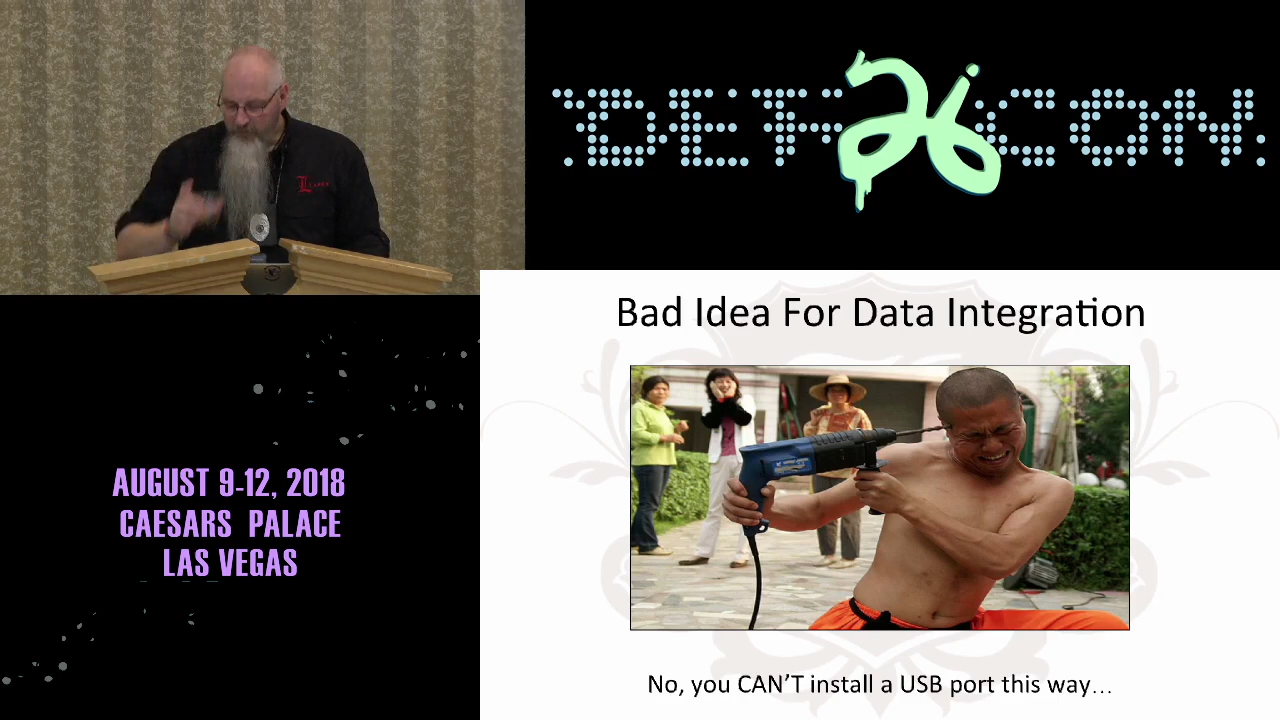 DEF CON
26
Bad Idea For Data Integration
AUGUST 9-12, 2018
CAESARS PALACE
LAS VEGAS
No, you CAN'T install a USB port this way...